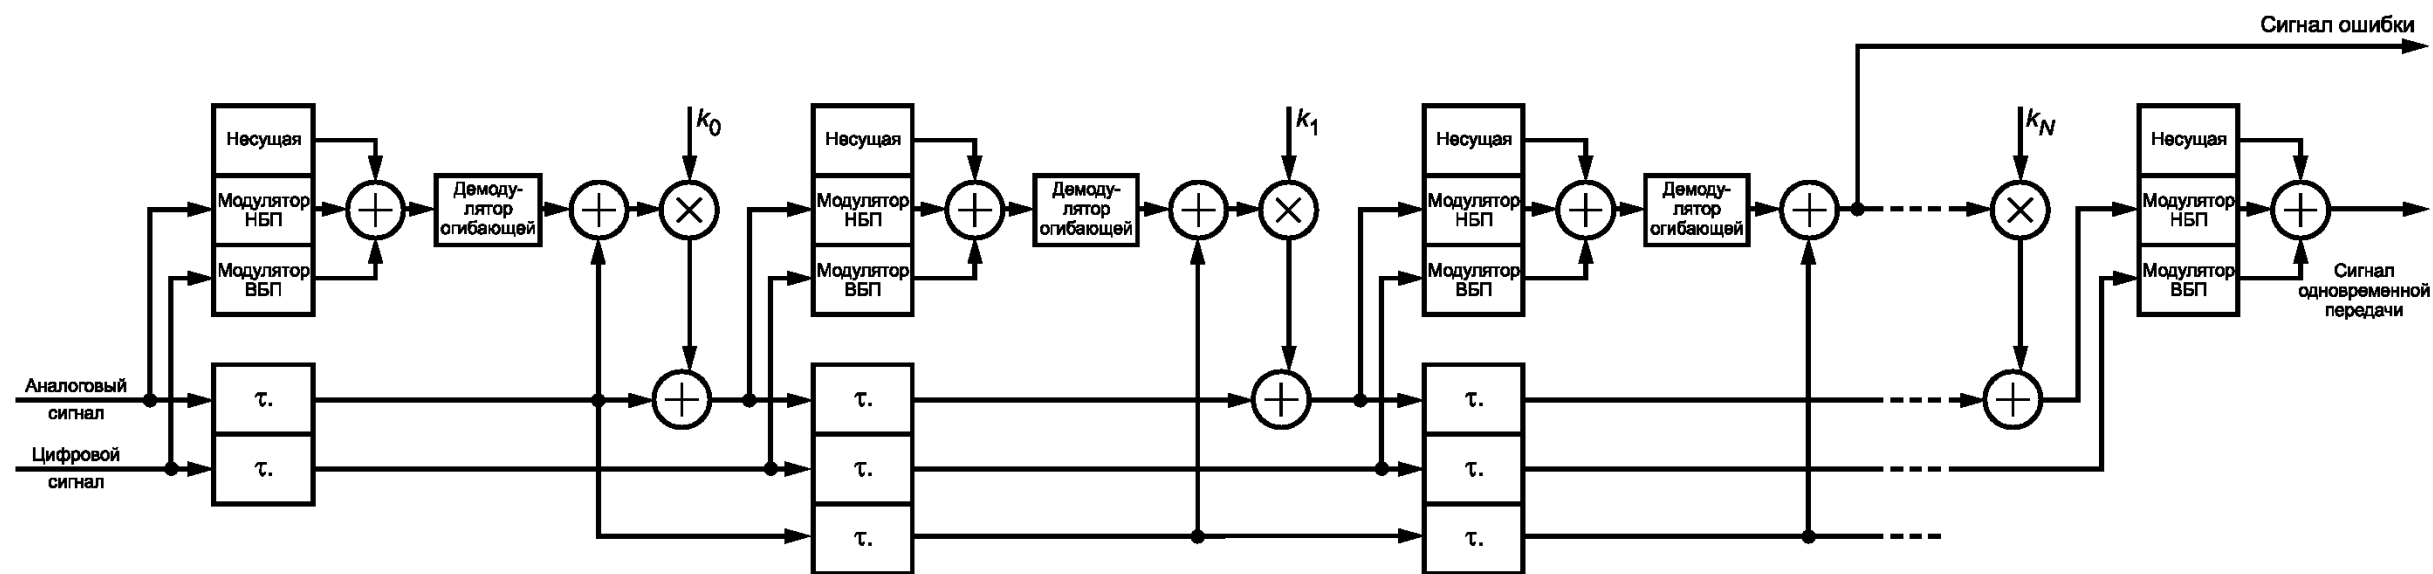 Сигнал ошибки
Несущая
Модулятор
НБП
Модулятор
ВБП
Демоду-
лятор
огибающей
k0
Несущая
Модулятор
НБП
Модулятор
ВБП
Демоду-
лятор
огибающей
k1
Несущая
Модулятор
НБП
Модулятор
ВБП
Демоду-
лятор
огибающей
kN
Несущая
Модулятор
НБП
Модулятор
ВБП
Сигнал
одновременной
передачи
Аналоговый
сигнал
Цифровой
сигнал
τ.
τ.
τ.
τ.
τ.
τ.
τ.
τ.